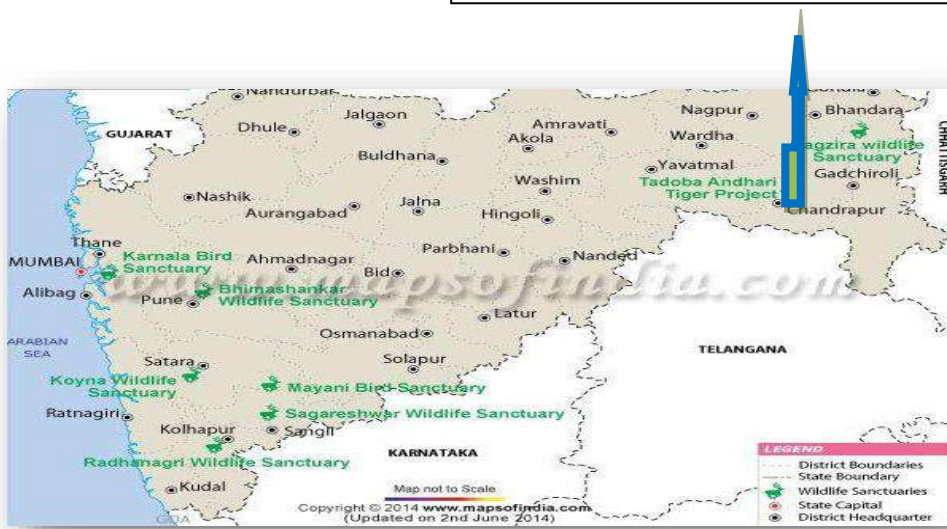 Nandurbar
Jalgaon
Dhule
GUJARAT
Buldhana
Akola
Amravati
Nagpur
Wardha
Bhandara
Sanctuary
Yavatmal
Gadchiroli
Tadoba Andhari
Tiger Project
Chandrapur
Nashik
Aurangabad
Jalna
Washim
Hingoli
Thane
MUMBAI
Karnala Bird
Sanctuary
Ahmadnagar
Parbhani
Bid
Nanded
www.mapsofindia.com
Alibag
Pune
Bhimashankar
Wildlife Sanctuary
Latur
Osmanabad
ARABIAN
SEA
Satara
Solapur
TELANGANA
Koyna Wildlife
Sanctuary
Mayani Bird Sanctuary
Ratnagiri
Sagareshwar Wildlife Sanctuary
Kolhapur
Sangli
Radhanagri Wildlife Sanctuary
KARNATAKA
Kudal
GOA
Map not to Scale
Copyright © 2014 www.mapsofindia.com
(Updated on 2nd June 2014)
LEGEND
District Boundaries
State Boundary
Wildlife Sanctuaries
State Capital
District Headquarter